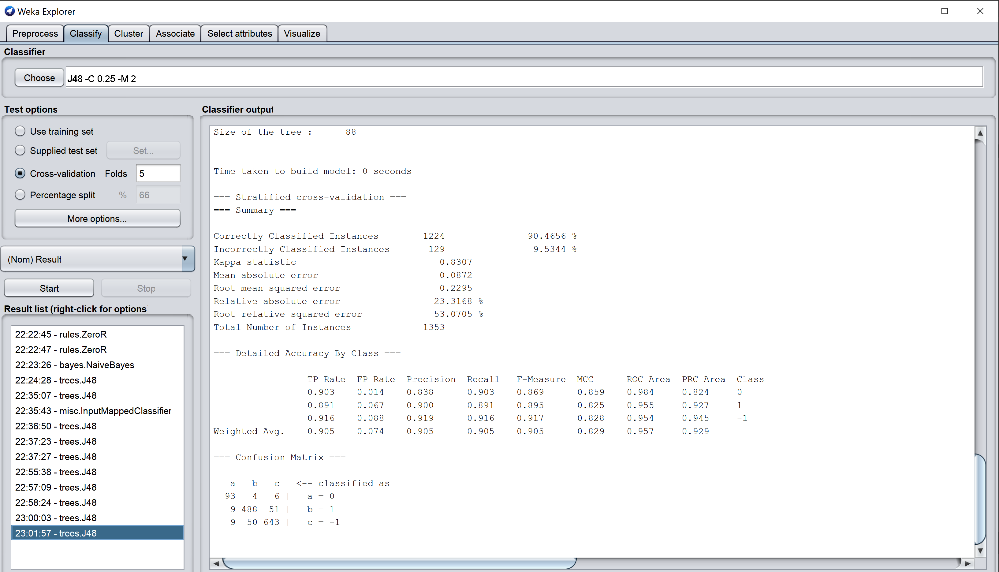 Weka Explorer
Preprocess Classify Cluster Associate Select attributes Visualize
Classifier
Choose J48 -C 0.25 -M 2
Test options
Use training set
Supplied test set Set...
Cross-validation Folds 5
Percentage split % 66
More options...
(Nom) Result
Start Stop
Result list (right-click for options
22:22:45 - rules.ZeroR
22:22:47 - rules.ZeroR
22:23:26 - bayes.NaiveBayes
22:24:28 - trees.J48
22:35:07 - trees.J48
22:35:43 - misc.InputMappedClassifier
22:36:50 - trees.J48
22:37:23 - trees.J48
22:37:27 - trees.J48
22:55:38 - trees.J48
22:57:09 - trees.J48
22:58:24 - trees.J48
23:00:03 - trees.J48
23:01:57 - trees.J48
Classifier output
Size of the tree : 88
Time taken to build model: 0 seconds
=== Stratified cross-validation ===
=== Summary ===
Correctly Classified Instances 1224 90.4656 %
Incorrectly Classified Instances 129 9.5344 %
Kappa statistic 0.8307
Mean absolute error 0.0872
Root mean squared error 0.2295
Relative absolute error 23.3168 %
Root relative squared error 53.0705 %
Total Number of Instances 1353
=== Detailed Accuracy By Class ===
TP Rate FP Rate Precision Recall F-Measure MCC ROC Area PRC Area Class
0.903 0.014 0.838 0.903 0.869 0.859 0.984 0.824 0
0.891 0.067 0.900 0.891 0.895 0.825 0.955 0.927 1
0.916 0.088 0.919 0.916 0.917 0.828 0.954 0.945 -1
Weighted Avg. 0.905 0.074 0.905 0.905 0.905 0.829 0.957 0.929
=== Confusion Matrix ===
a b c <-- classified as
93 4 6 | a = 0
9 488 51 | b = 1
9 50 643 | c = -1